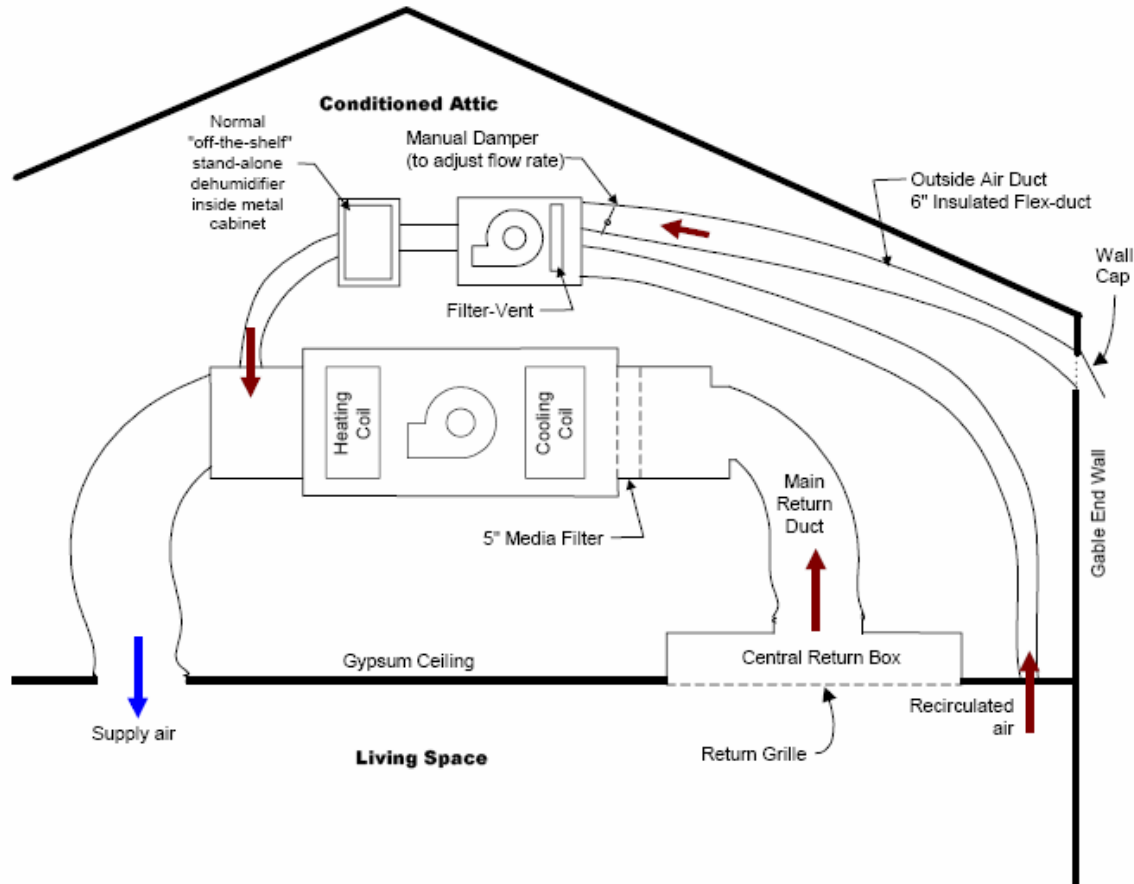 Conditioned Attic
Normal
"off-the-shelf"
stand-alone
dehumidifier
inside metal
cabinet
Manual Damper
(to adjust flow rate)
Outside Air Duct
6" Insulated Flex-duct
Wall
Cap
Filter-Vent
Heating
Coil
Cooling
Coil
5" Media Filter
Main
Return
Duct
Gable End Wall
Gypsum Ceiling
Central Return Box
Supply air
Recirculated
air
Return Grille
Living Space